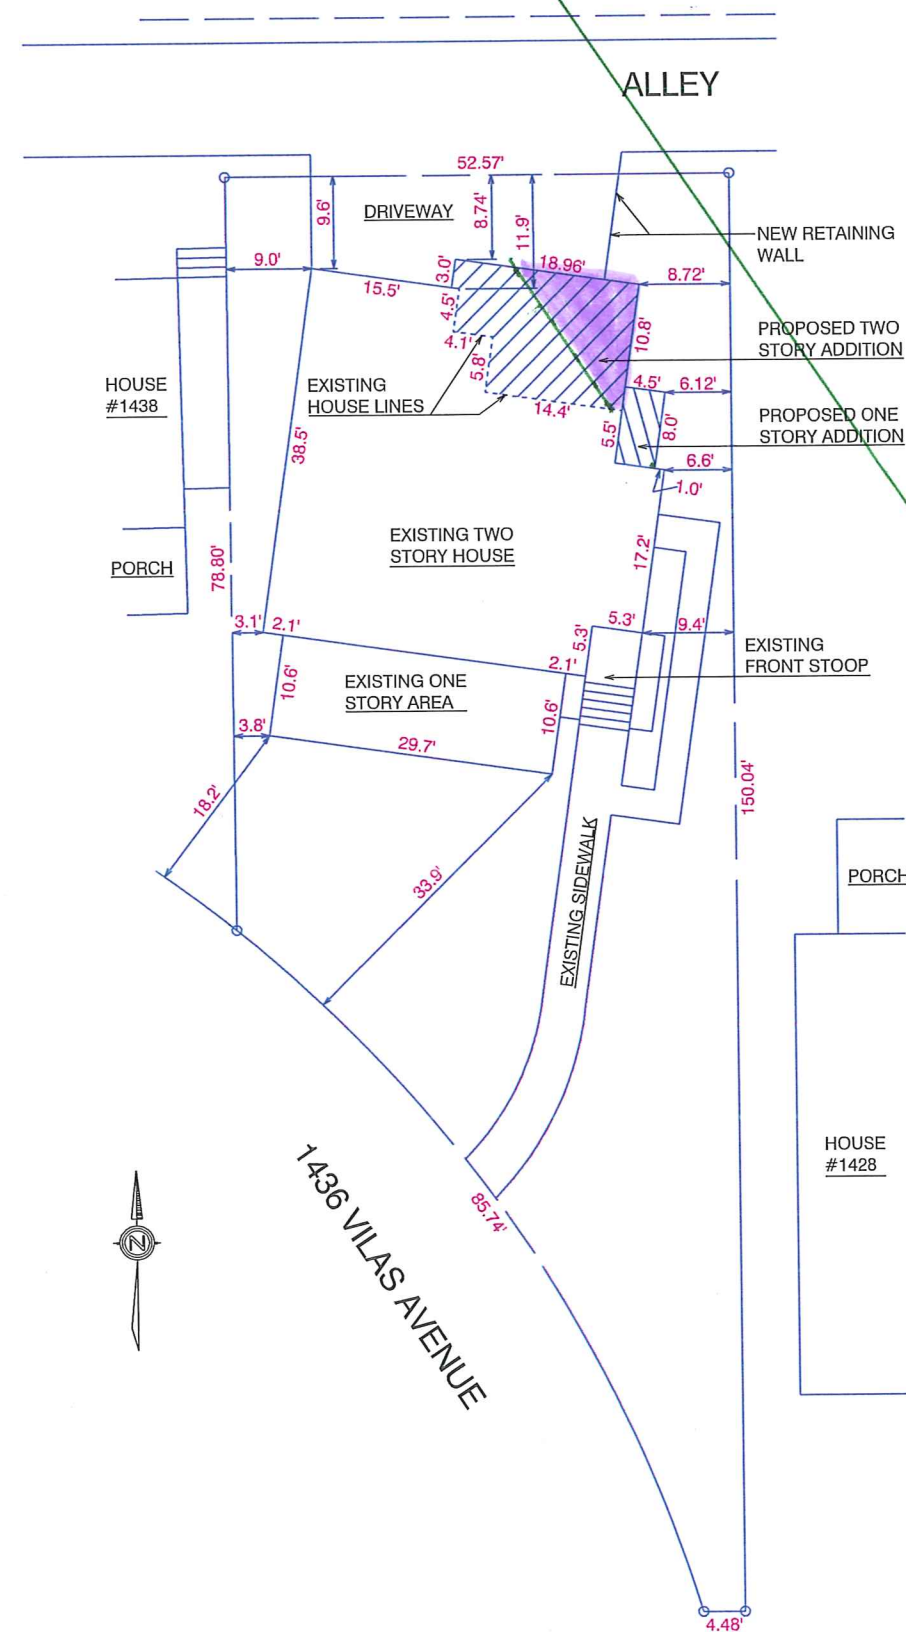 ALLEY
52.57'
9.6'
DRIVEWAY
8.74'
11.9'
NEW RETAINING
WALL
9.0'
3.0'
18.96'
8.72'
15.5'
4.5'
4.1'
5.8'
10.8'
PROPOSED TWO
STORY ADDITION
HOUSE
#1438
EXISTING
HOUSE LINES
14.4'
4.5'
6.12'
5.5'
8.0'
PROPOSED ONE
STORY ADDITION
38.5'
6.6'
1.0'
EXISTING TWO
STORY HOUSE
17.2'
PORCH
78.80'
3.1'
2.1'
5.3'
5.3'
9.4'
EXISTING
FRONT STOOP
2.1'
10.6'
EXISTING ONE
STORY AREA
10.6'
3.8'
29.7'
18.2'
150.04'
33.9'
EXISTING SIDEWALK
PORCH
HOUSE
#1428
1436 VILAS AVENUE
85.74'
N
4.48'